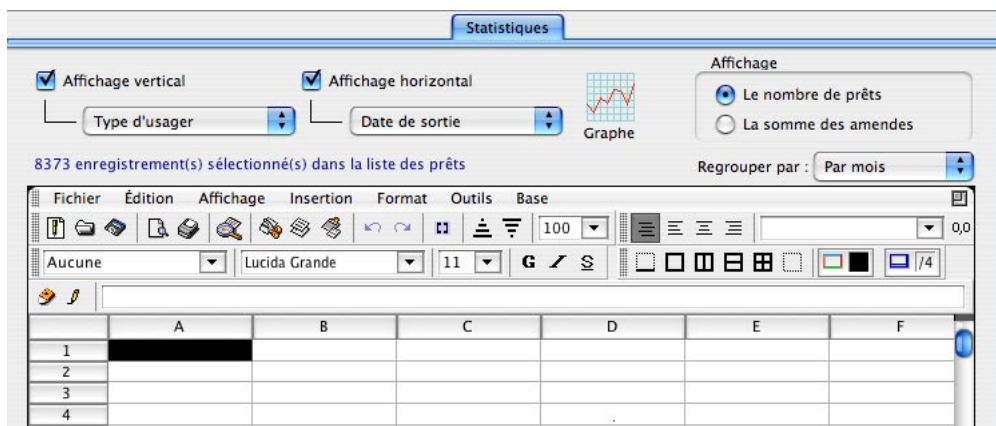 Statistiques
Affichage vertical
Affichage horizontal
Affichage
Type d'usager
Date de sortie
Graphe
Le nombre de prêts
La somme des amendes
8373 enregistrement(s) sélectionné(s) dans la liste des prêts
Regrouper par : Par mois
Fichier Édition Affichage Insertion Format Outils Base
100 0,0
Aucune Lucida Grande 11 G I S /4
A B C D E F
1
2
3
4